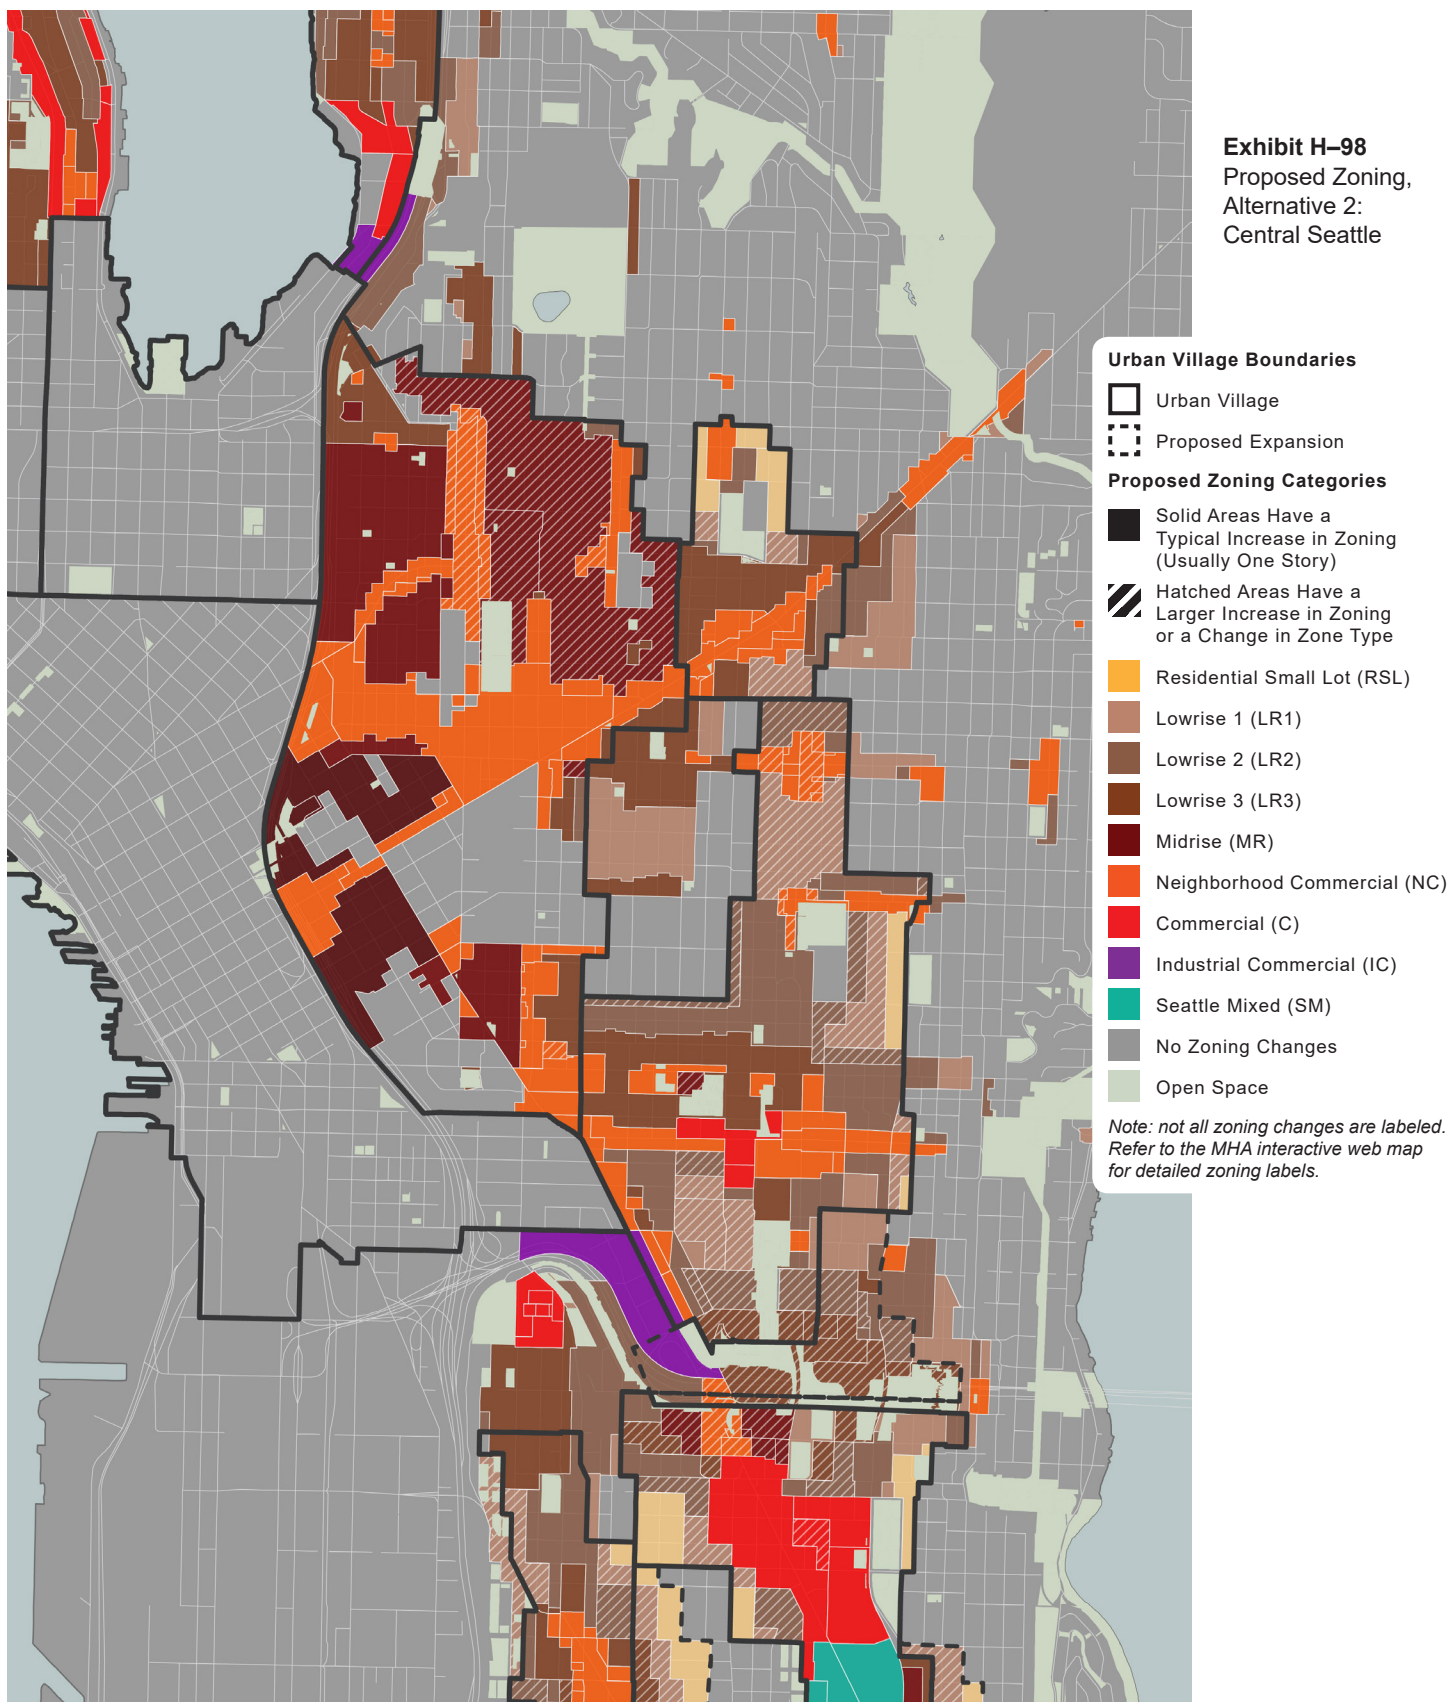 Exhibit H–98
Proposed Zoning,
Alternative 2:
Central Seattle
Urban Village Boundaries
Urban Village
Proposed Expansion
Proposed Zoning Categories
Solid Areas Have a
Typical Increase in Zoning
(Usually One Story)
Hatched Areas Have a
Larger Increase in Zoning
or a Change in Zone Type
Residential Small Lot (RSL)
Lowrise 1 (LR1)
Lowrise 2 (LR2)
Lowrise 3 (LR3)
Midrise (MR)
Neighborhood Commercial (NC)
Commercial (C)
Industrial Commercial (IC)
Seattle Mixed (SM)
No Zoning Changes
Open Space
Note: not all zoning changes are labeled.
Refer to the MHA interactive web map
for detailed zoning labels.